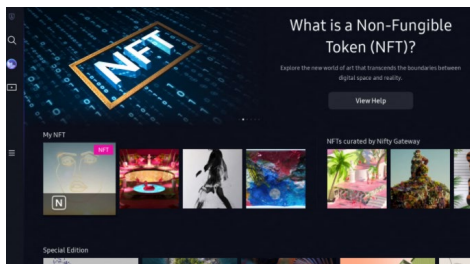 NFT
What is a Non-Fungible
Token (NFT)?
Explore the new world of art that transcends the boundaries between
digital space and reality.
View Help
My NFT
NFTs curated by Nifty Gateway
NFT
N
Special Edition